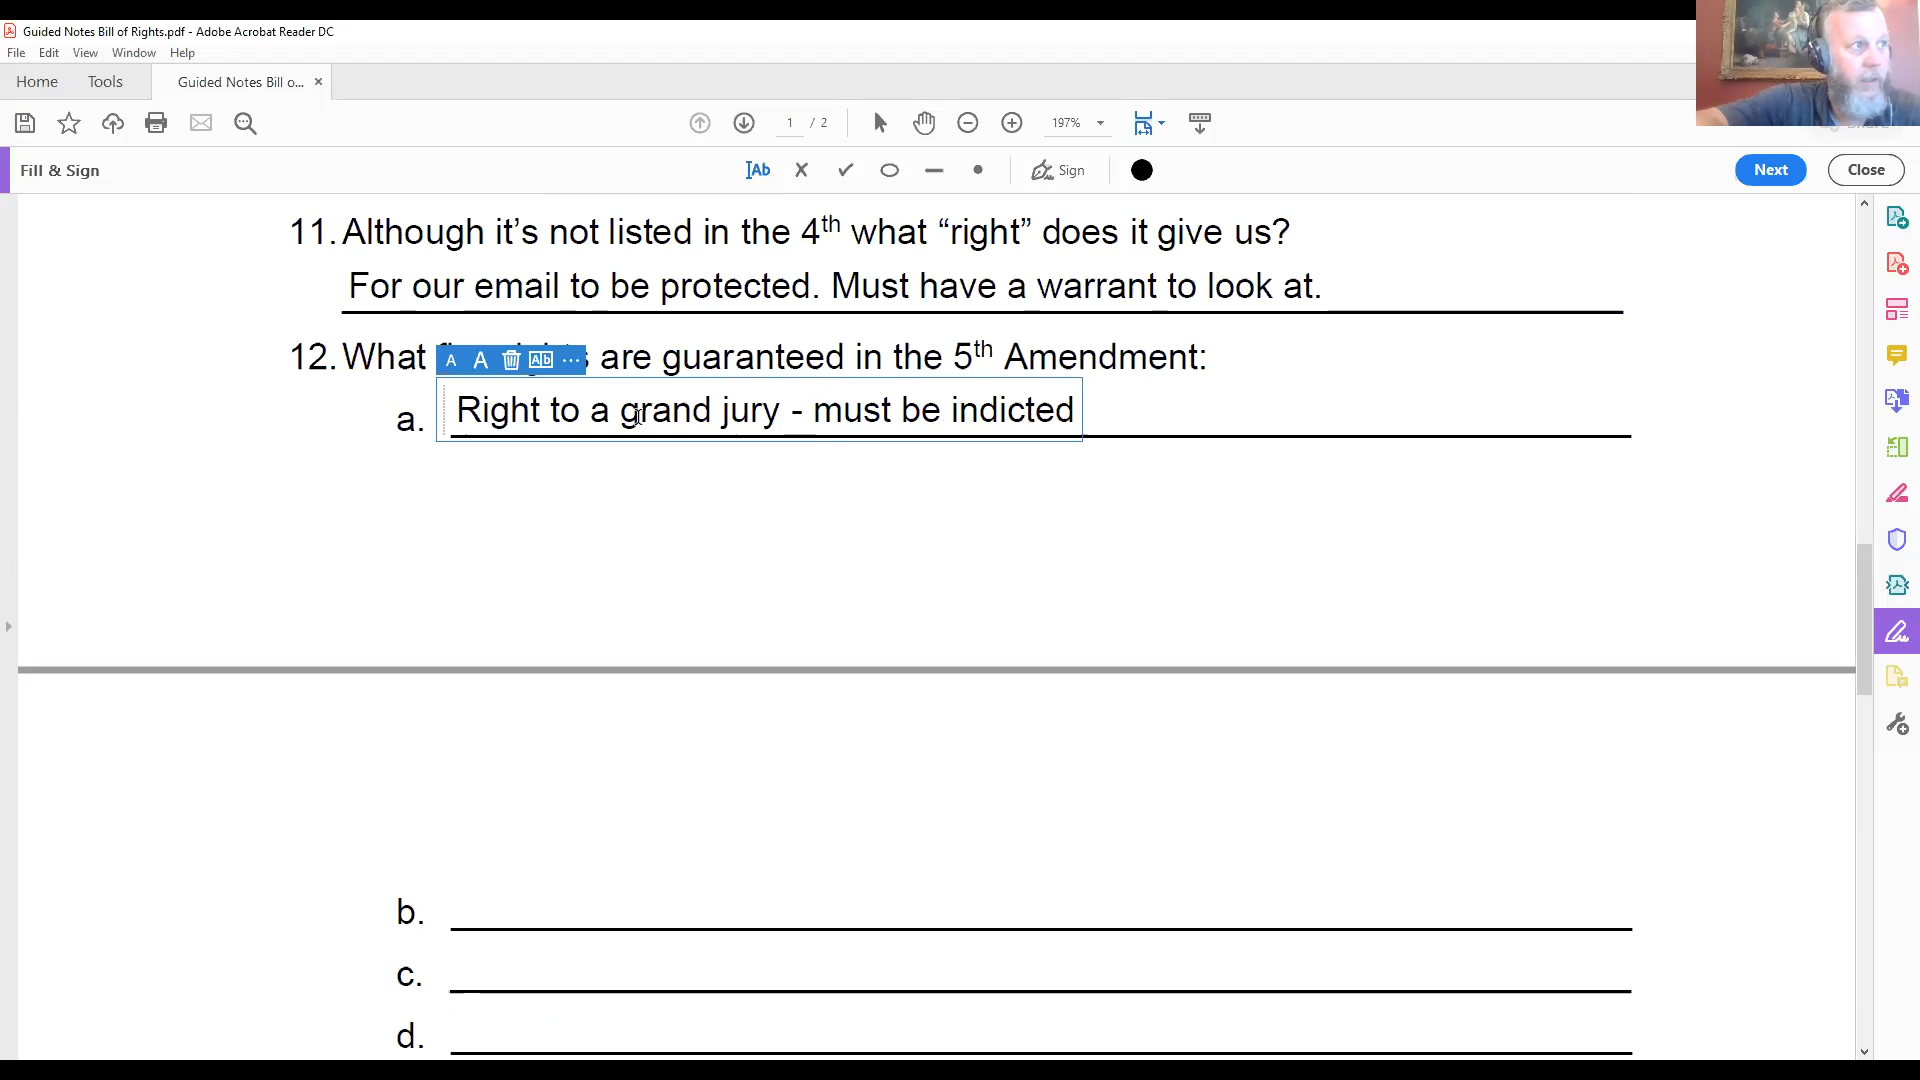 Guided Notes Bill of Rights.pdf - Adobe Acrobat Reader DC
File Edit View Window Help
Home Tools Guided Notes Bill o... ×
1 / 2 197%
Fill & Sign Sign Next Close
11. Although it’s not listed in the 4th what “right” does it give us?
For our email to be protected. Must have a warrant to look at.
12. What are guaranteed in the 5th Amendment:
A A Ab ...
a. Right to a grand jury - must be indicted
b.
c.
d.